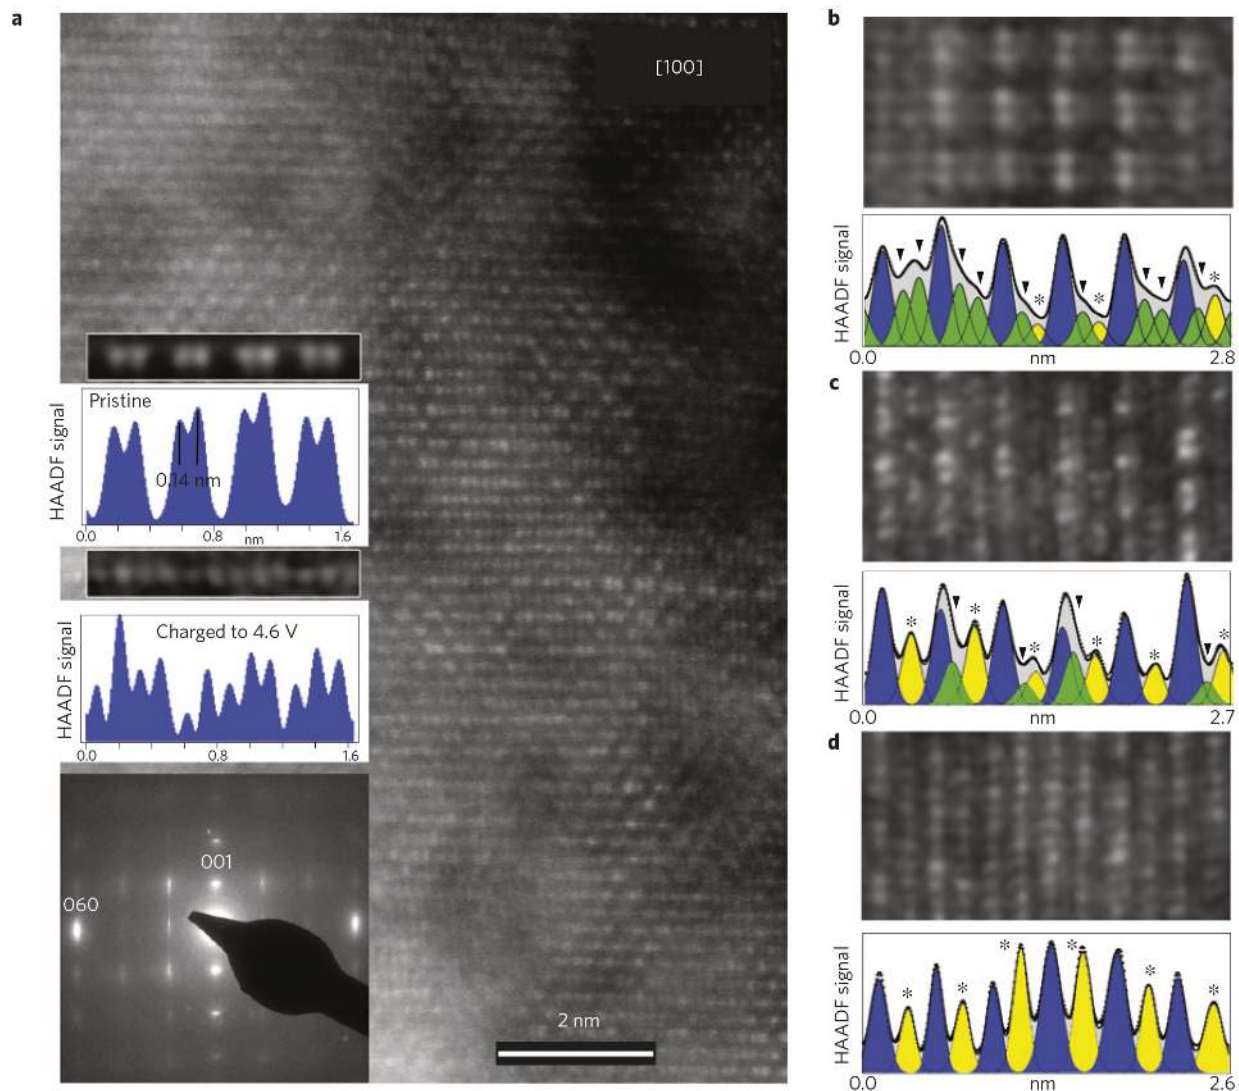 a
[100]
Pristine
0.14 nm
HAADF signal
0.0
0.8
nm
1.6
Charged to 4.6 V
HAADF signal
0.0
0.8
1.6
001
060
2 nm
b
HAADF signal
* * *
0.0
nm
2.8
c
HAADF signal
* * * * * *
0.0
nm
2.7
d
HAADF signal
* * * * * *
0.0
nm
2.6